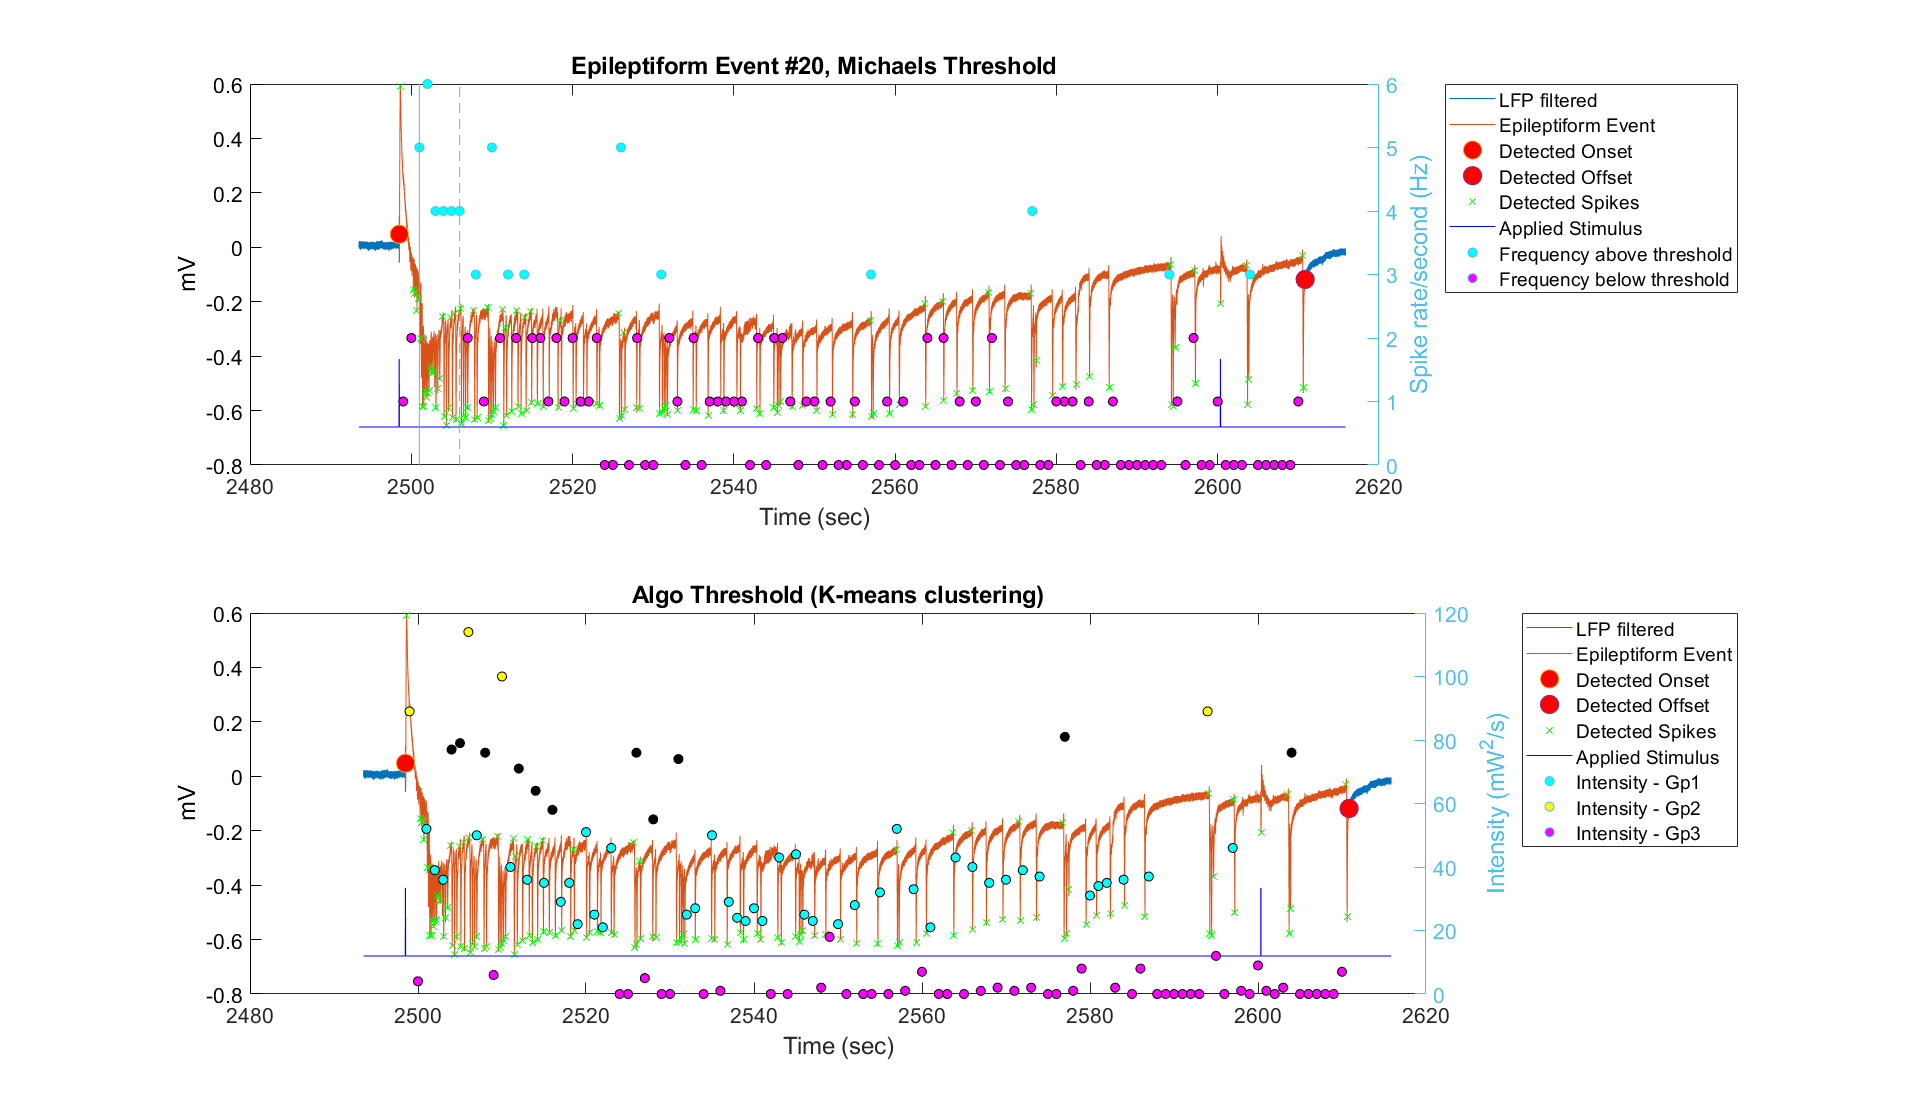 Epileptiform Event #20, Michaels Threshold
0.6
0.4
0.2
0
-0.2
-0.4
-0.6
-0.8
mV
2480
2500
2520
2540
2560
2580
2600
2620
Time (sec)
6
5
4
3
2
1
0
Spike rate/second (Hz)
LFP filtered
Epileptiform Event
Detected Onset
Detected Offset
Detected Spikes
Applied Stimulus
Frequency above threshold
Frequency below threshold
Algo Threshold (K-means clustering)
0.6
0.4
0.2
0
-0.2
-0.4
-0.6
-0.8
mV
2480
2500
2520
2540
2560
2580
2600
2620
Time (sec)
120
100
80
60
40
20
0
Intensity (mW²/s)
LFP filtered
Epileptiform Event
Detected Onset
Detected Offset
Detected Spikes
Applied Stimulus
Intensity - Gp1
Intensity - Gp2
Intensity - Gp3